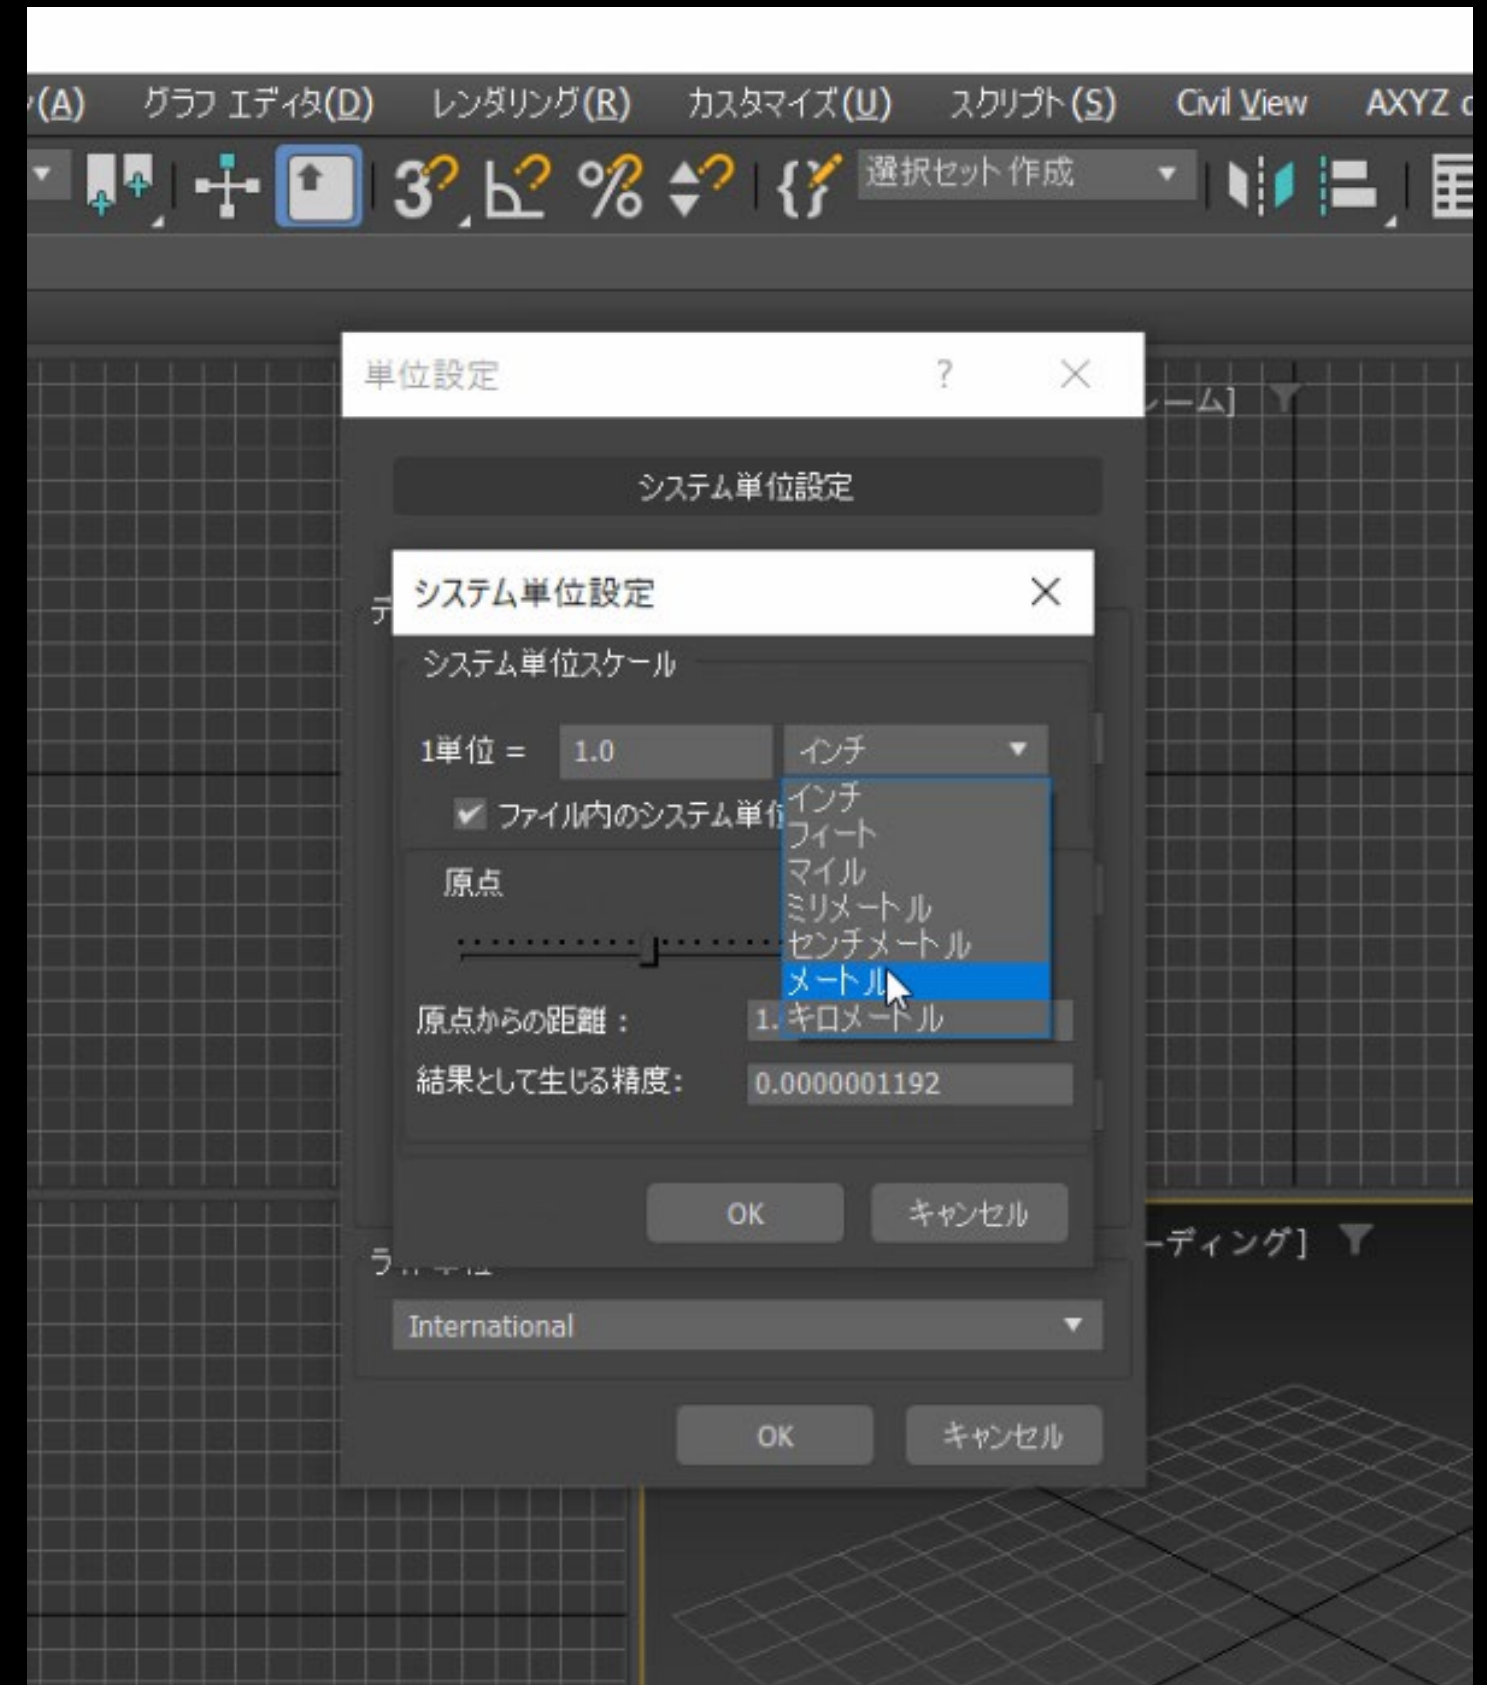 (A) グラフ エディタ(D) レンダリング(R) カスタマイズ(U) スクリプト(S) Civil View AXYZ
3 % 選択セット作成
単位設定 ?
レーム]
システム単位設定
システム単位設定
システム単位スケール
1単位 = 1.0 インチ
ファイル内のシステム単位
インチ
フィート
マイル
ミリメートル
センチメートル
メートル
キロメートル
原点
原点からの距離: 1.
結果として生じる精度: 0.0000001192
OK キャンセル
ーディング]
International
OK キャンセル